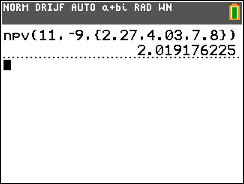 NORM DRIJF AUTO a+bi RAD WN
npv(11,-9,{2.27,4.03,7.8})
2.019176225